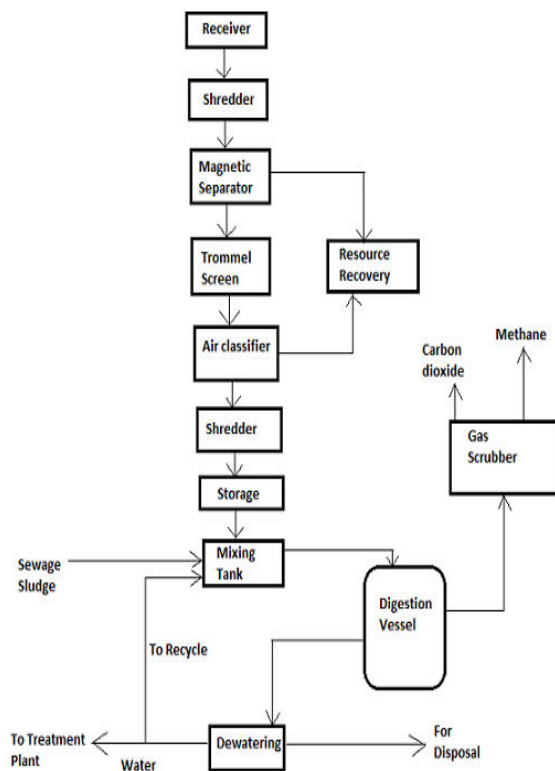 Receiver
Shredder
Magnetic
Separator
Trommel
Screen
Resource
Recovery
Air classifier
Methane
Carbon
dioxide
Shredder
Gas
Scrubber
Storage
Sewage
Sludge
Mixing
Tank
Digestion
Vessel
To Recycle
To Treatment
Plant
Water
Dewatering
For
Disposal